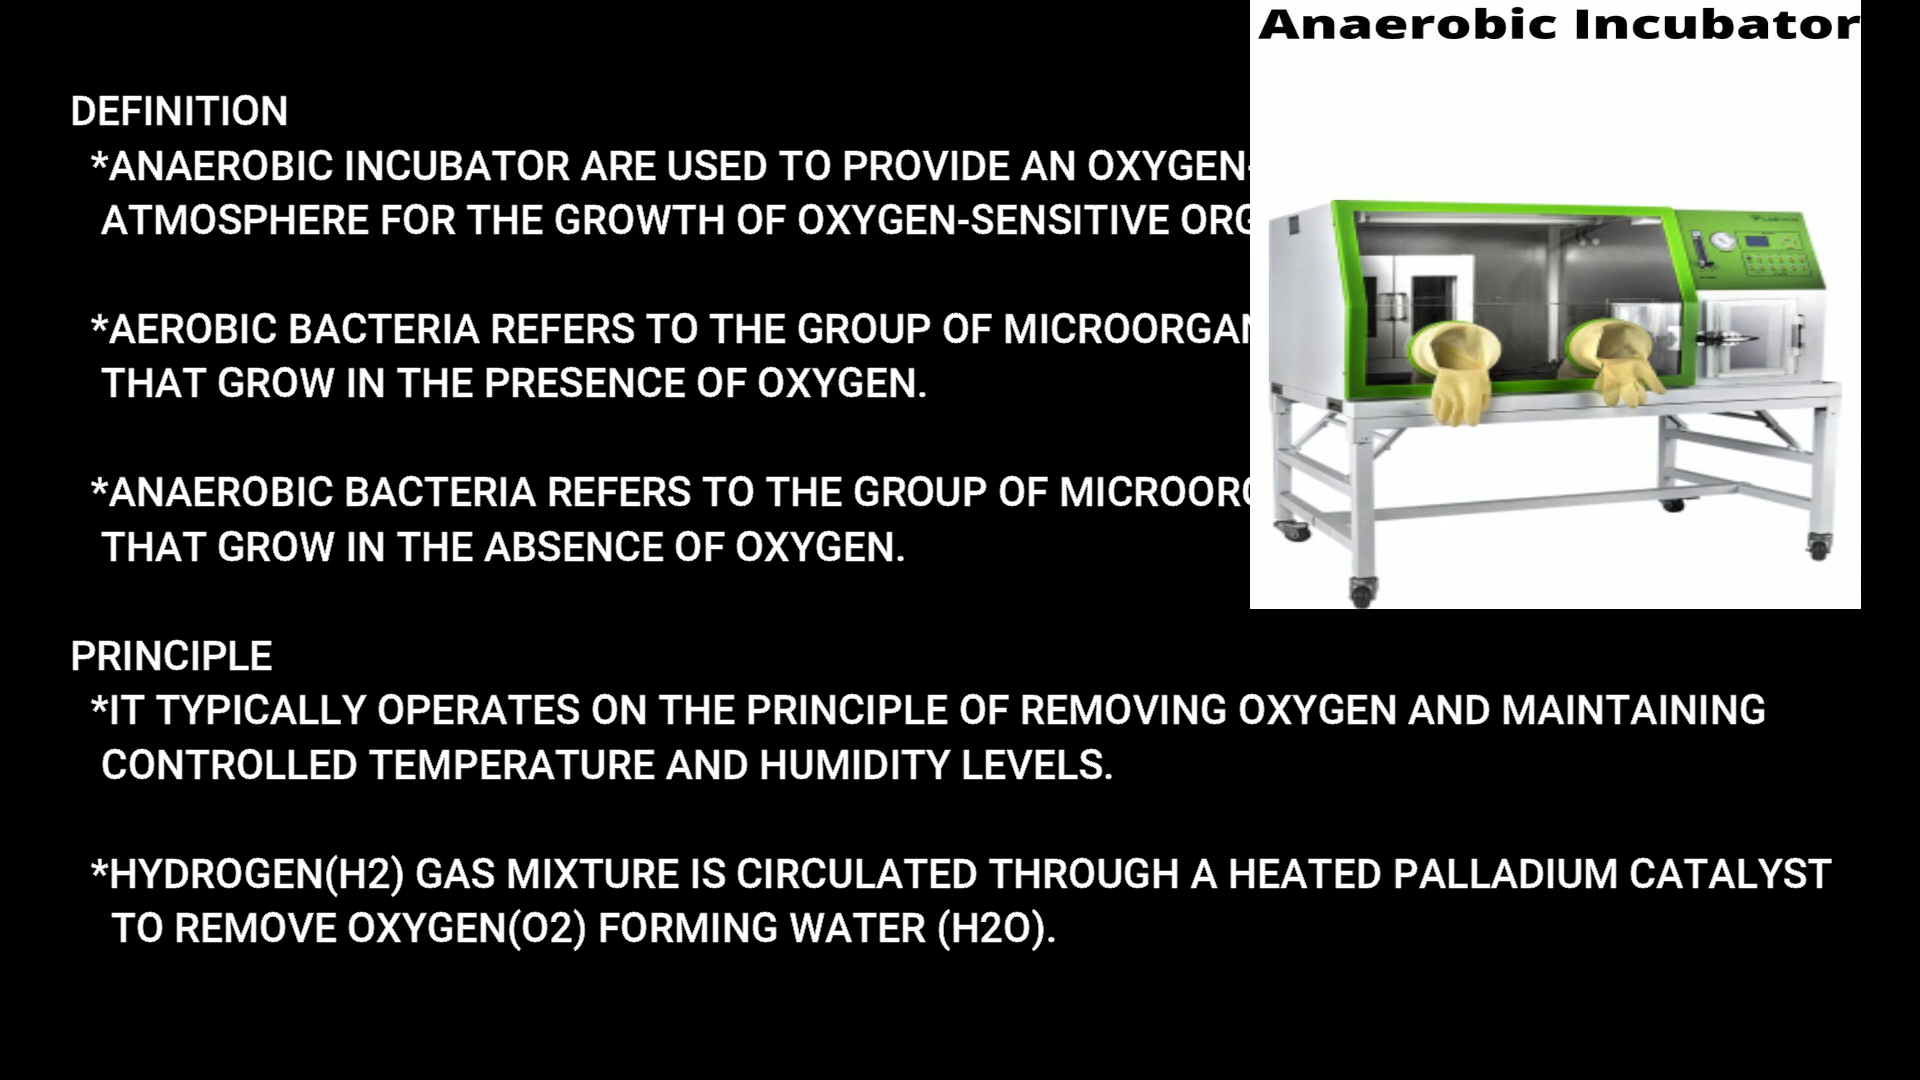 Anaerobic Incubator
DEFINITION
*ANAEROBIC INCUBATOR ARE USED TO PROVIDE AN OXYGEN-
ATMOSPHERE FOR THE GROWTH OF OXYGEN-SENSITIVE
*AEROBIC BACTERIA REFERS TO THE GROUP OF
THAT GROW IN THE PRESENCE OF OXYGEN.
*ANAEROBIC BACTERIA REFERS TO THE GROUP OF
THAT GROW IN THE ABSENCE OF OXYGEN.
PRINCIPLE
*IT TYPICALLY OPERATES ON THE PRINCIPLE OF REMOVING OXYGEN AND MAINTAINING
CONTROLLED TEMPERATURE AND HUMIDITY LEVELS.
*HYDROGEN(H2) GAS MIXTURE IS CIRCULATED THROUGH A HEATED PALLADIUM CATALYST
TO REMOVE OXYGEN(O2) FORMING WATER (H2O).